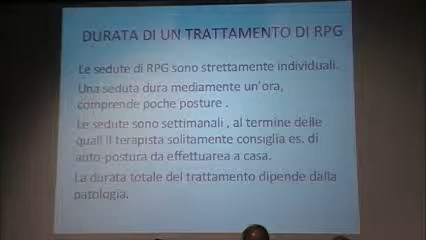 DURATA DI UN TRATTAMENTO DI RPG
Le sedute di RPG sono strettamente individuali.
Una seduta dura mediamente un'ora,
comprende poche posture .
Le sedute sono settimanali , al termine delle
quali il terapista solitamente consiglia es. di
auto-postura da effettuarea a casa.
La durata totale del trattamento dipende dalla
patologia.